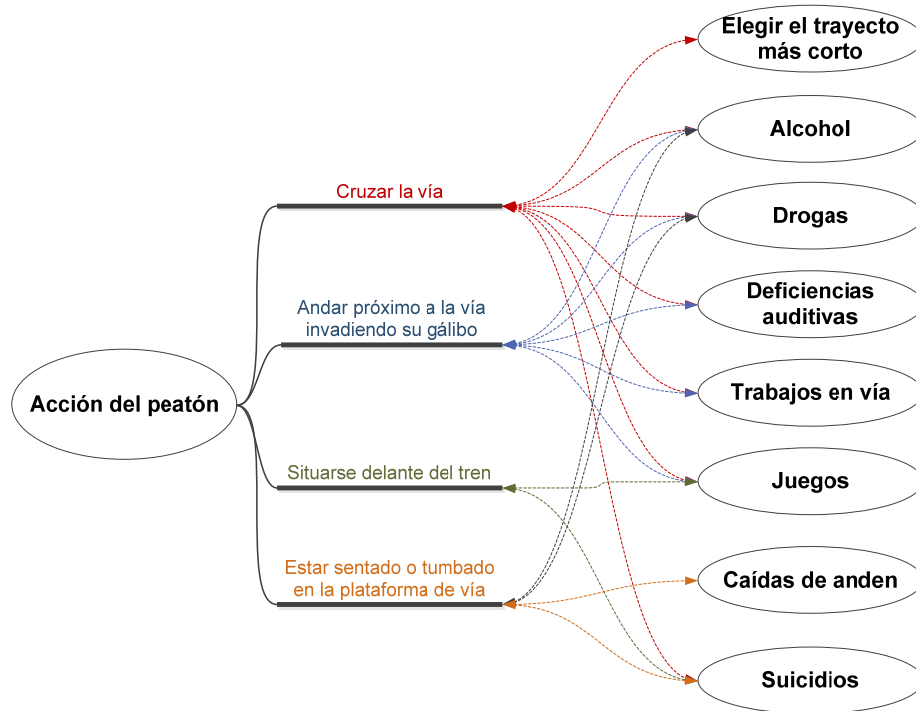 Acción del peatón
Cruzar la vía
Andar próximo a la vía
invadiendo su gálibo
Situarse delante del tren
Estar sentado o tumbado
en la plataforma de vía
Elegir el trayecto
más corto
Alcohol
Drogas
Deficiencias
auditivas
Trabajos en vía
Juegos
Caídas de anden
Suicidios